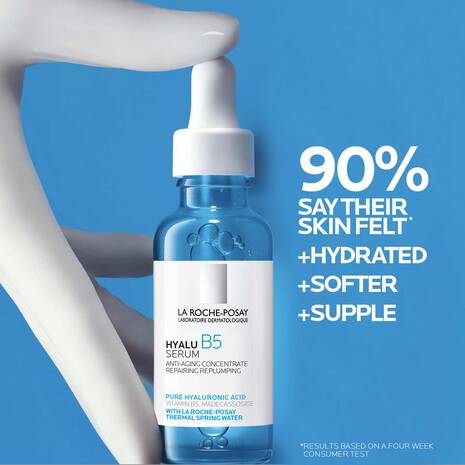 90%
SAY THEIR
SKIN FELT*
+HYDRATED
+SOFTER
+SUPPLE
LA ROCHE-POSAY
LABORATOIRE DERMATOLOGIQUE
HYALU B5
SERUM
ANTI-AGING CONCENTRATE
REPAIRING REPLUMPING
PURE HYALURONIC ACID
VITAMIN B5. MADECASSOSIDE
WITH LA ROCHE-POSAY
THERMAL SPRING WATER
*RESULTS BASED ON A FOUR WEEK
CONSUMER TEST